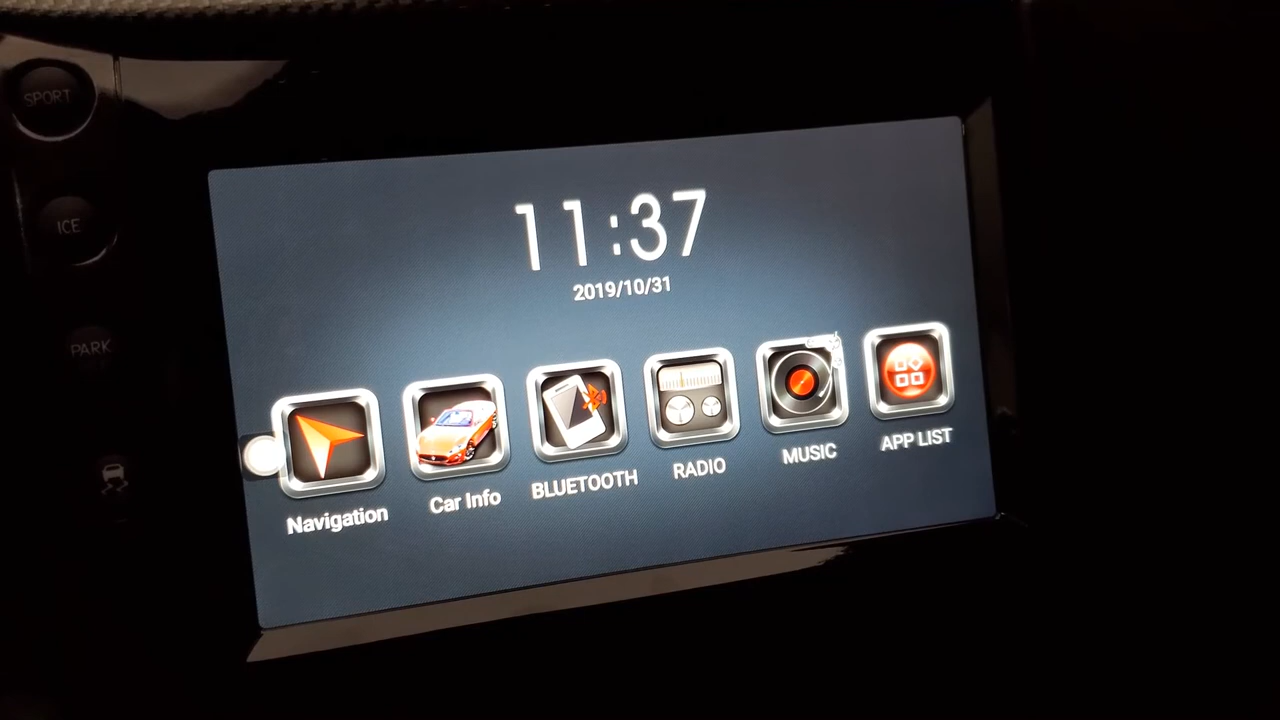 SPORT
ICE
PARK
11:37
2019/10/31
Navigation
Car Info
BLUETOOTH
RADIO
MUSIC
APP LIST